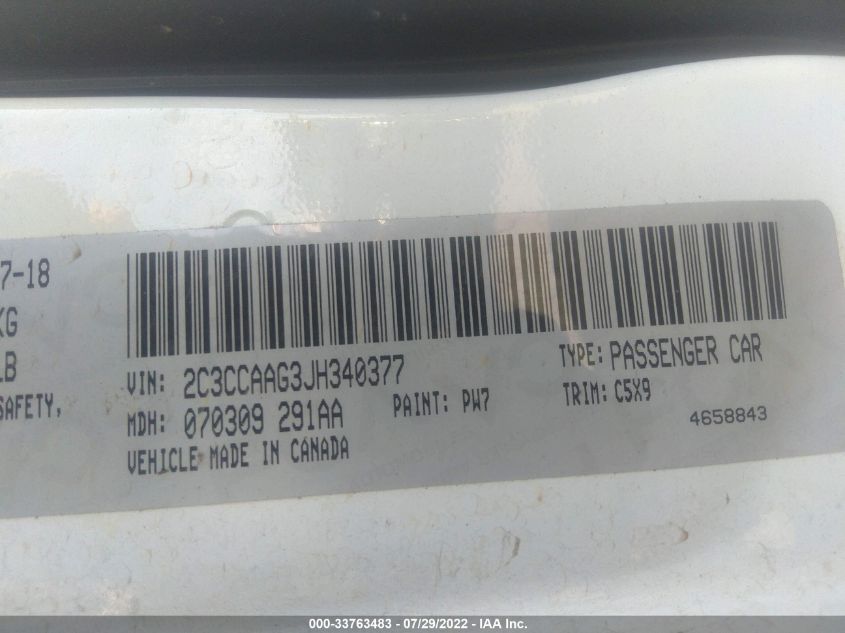 7-18
KG
LB
SAFETY,
VIN: 2C3CCAAG3JH340377
TYPE: PASSENGER CAR
MDH: 070309 291AA
PAINT: PW7
TRIM: C5X9
VEHICLE MADE IN CANADA
4658843
000-33763483 - 07/29/2022 - IAA Inc.